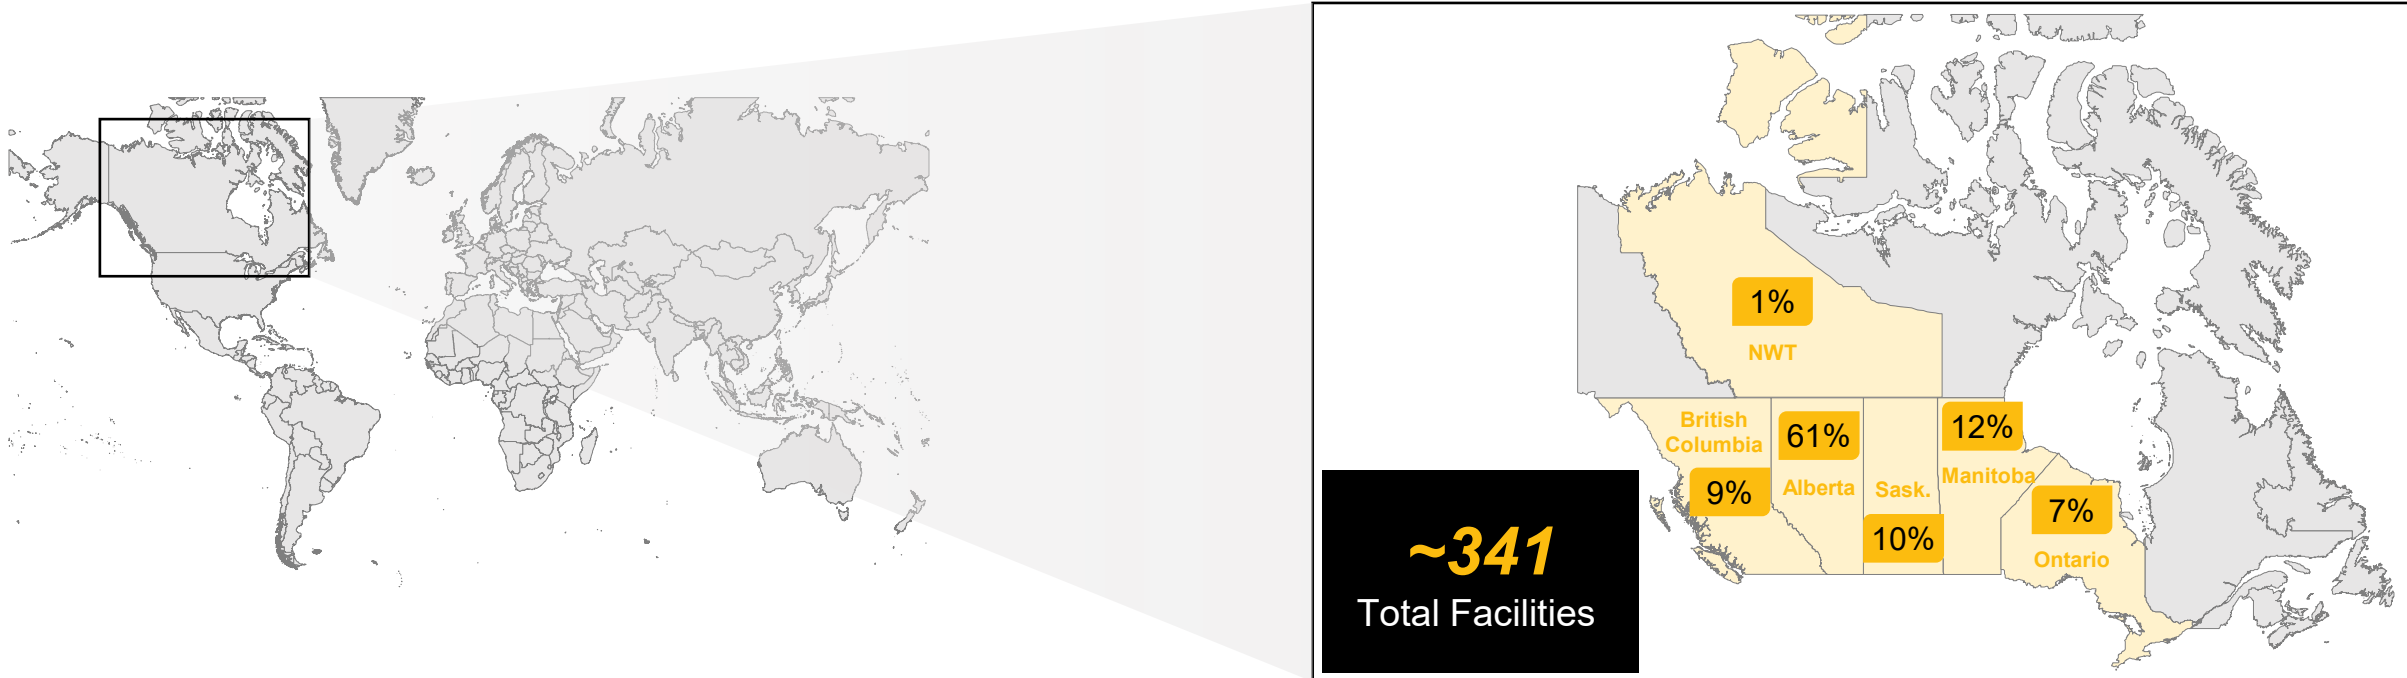 1%
NWT
British
Columbia
9%
61%
Alberta
Sask.
10%
12%
Manitoba
7%
Ontario
~341
Total Facilities